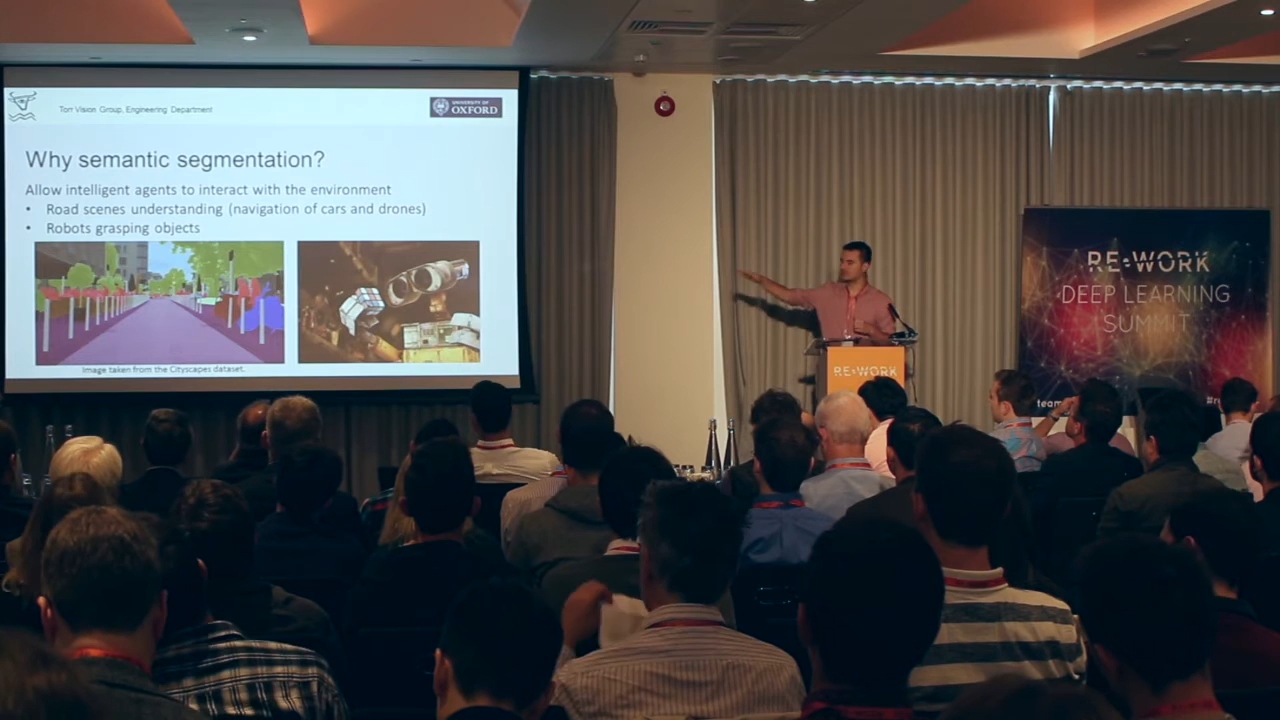 Torr Vision Group, Engineering Department
UNIVERSITY OF
OXFORD
Why semantic segmentation?
Allow intelligent agents to interact with the environment
• Road scenes understanding (navigation of cars and drones)
• Robots grasping objects
Image taken from the Cityscapes dataset.
RE•WORK
RE•WORK
DEEP LEARNING
SUMMIT